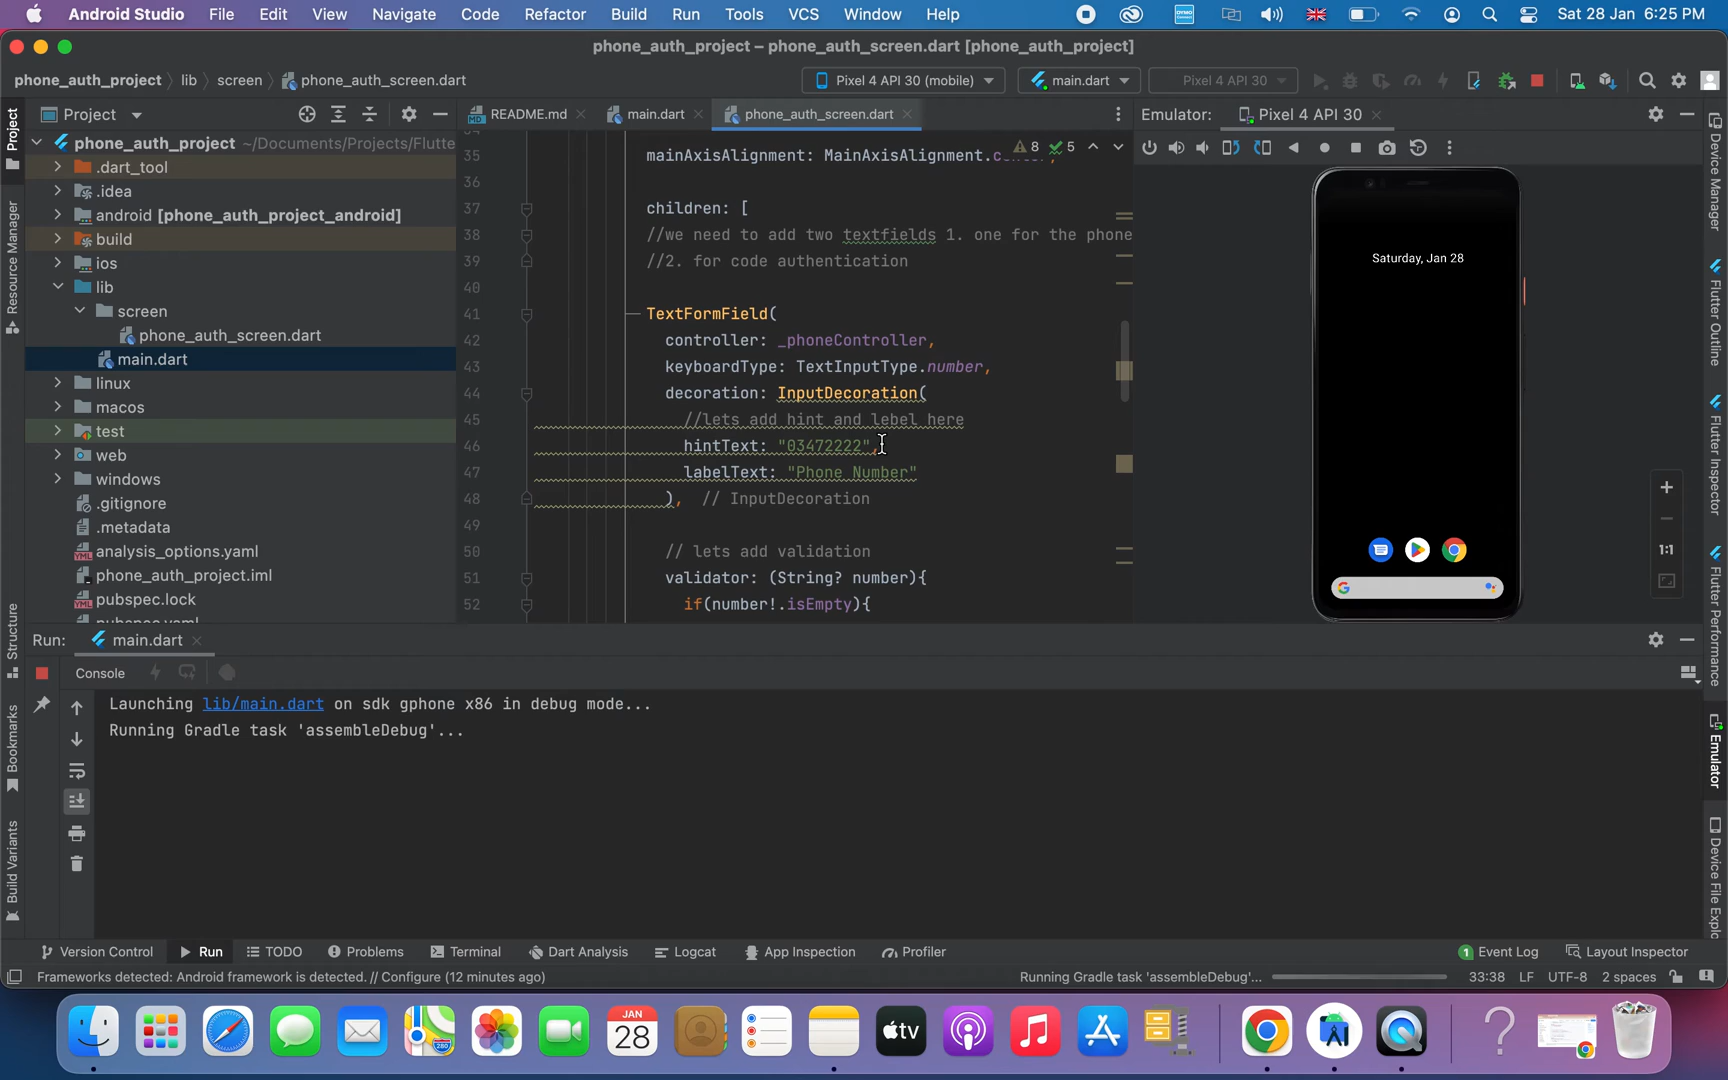 Android Studio File Edit View Navigate Code Refactor Build Run Tools VCS Window Help DYMO Sat 28 Jan 6:25 PM
phone_auth_project – phone_auth_screen.dart [phone_auth_project]
phone_auth_project lib screen phone_auth_screen.dart Pixel 4 API 30 (mobile) main.dart Pixel 4 API 30
Project
README.md main.dart phone_auth_screen.dart
Emulator: Pixel 4 API 30
phone_auth_project ~/Documents/Projects/Flutte
.dart_tool
.idea
android [phone_auth_project_android]
build
ios
lib
screen
phone_auth_screen.dart
main.dart
linux
macos
test
web
windows
.gitignore
.metadata
analysis_options.yaml
phone_auth_project.iml
pubspec.lock
8 5
35 mainAxisAlignment: MainAxisAlignment.center,
36
37 children: [
38 //we need to add two textfields 1. one for the phone
39 //2. for code authentication
40
41 TextFormField(
42 controller: _phoneController,
43 keyboardType: TextInputType.number,
44 decoration: InputDecoration(
45 //lets add hint and lebel here
46 hintText: "03472222",
47 labelText: "Phone Number"
48 ), // InputDecoration
49
50 // lets add validation
51 validator: (String? number){
52 if(number!.isEmpty){
Saturday, Jan 28
1:1
Project
Resource Manager
Structure
Bookmarks
Build Variants
Device Manager
Flutter Outline
Flutter Inspector
Flutter Performance
Emulator
Device File Explo
Run: main.dart
Console
Launching lib/main.dart on sdk gphone x86 in debug mode...
Running Gradle task 'assembleDebug'...
Version Control Run TODO Problems Terminal Dart Analysis Logcat App Inspection Profiler 1 Event Log Layout Inspector
Frameworks detected: Android framework is detected. // Configure (12 minutes ago) Running Gradle task 'assembleDebug'... 33:38 LF UTF-8 2 spaces
JAN
28
280
tv
?